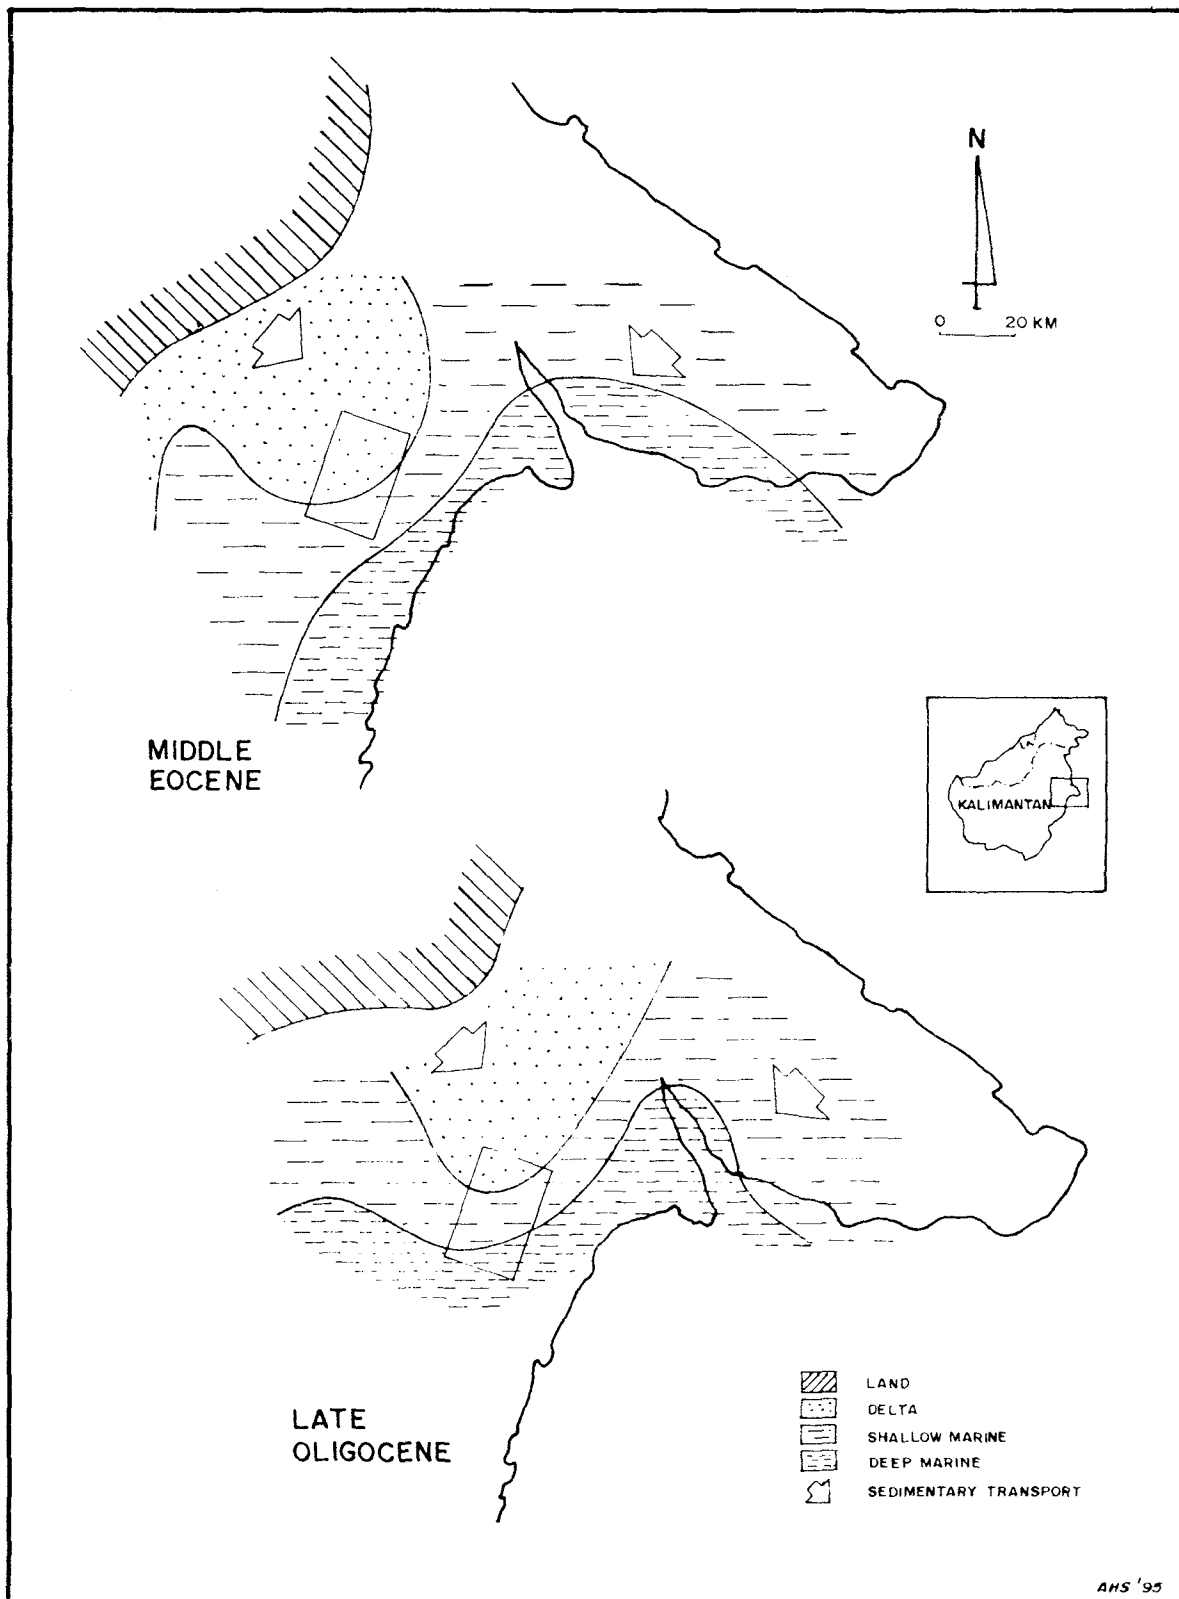 N
0 20 KM
MIDDLE
EOCENE
KALIMANTAN
LATE
OLIGOCENE
LAND
DELTA
SHALLOW MARINE
DEEP MARINE
SEDIMENTARY TRANSPORT
AHS '95